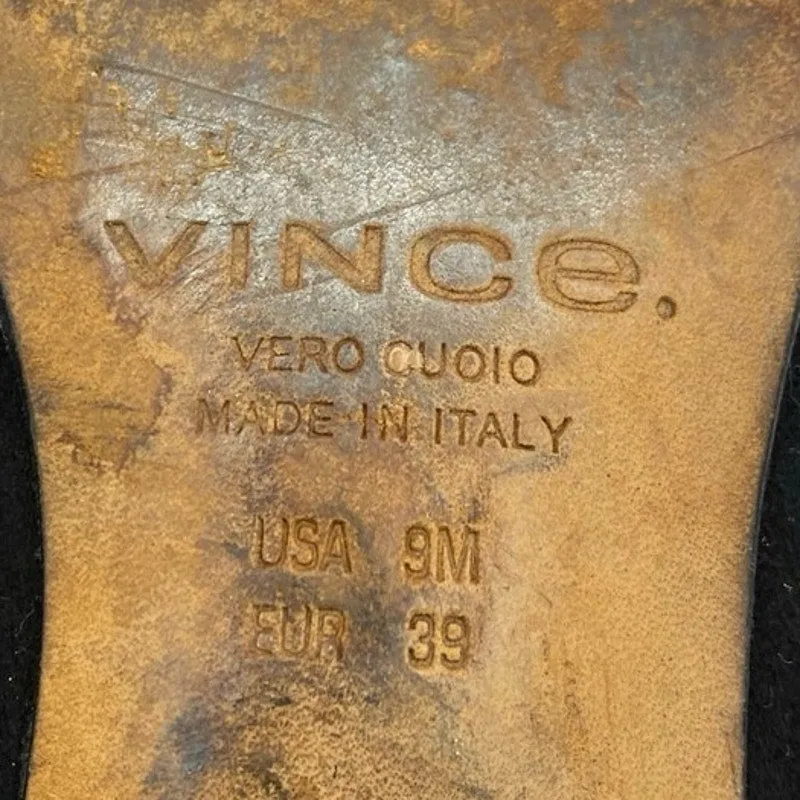 VINCe.
VERO CUOIO
MADE IN ITALY
USA 9M
EUR 39